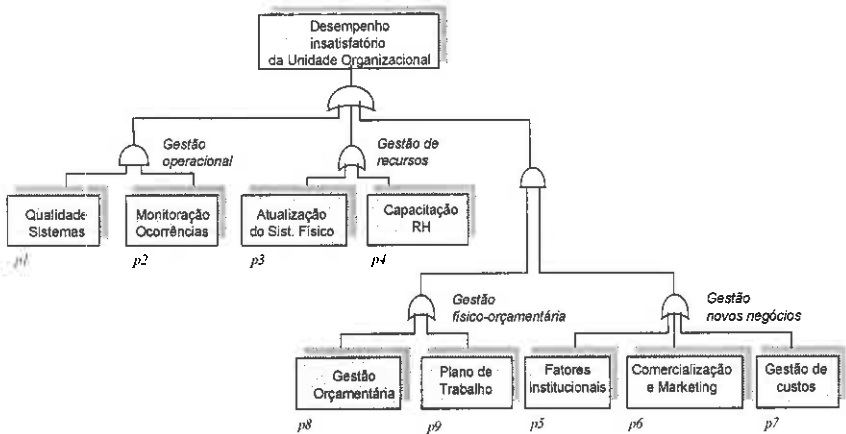 Desempenho
insatisfatório
da Unidade Organizacional
Gestão
operacional
Gestão de
recursos
Qualidade
Sistemas
Monitoração
Ocorrências
Atualização
do Sist. Físico
Capacitação
RH
p1
p2
p3
p4
Gestão
físico-orçamentária
Gestão
novos negócios
Gestão
Orçamentária
Plano de
Trabalho
Fatores
Institucionais
Comercialização
e Marketing
Gestão de
custos
p8
p9
p5
p6
p7